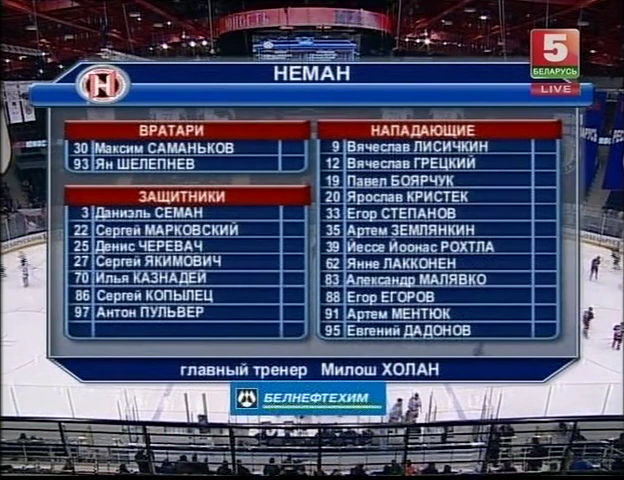 5
БЕЛАРУСЬ
LIVE
Н
НЕМАН
ВРАТАРИ
30 Максим САМАНЬКОВ
93 Ян ШЕЛЕПНЕВ
ЗАЩИТНИКИ
3 Даниэль СЕМАН
22 Сергей МАРКОВСКИЙ
25 Денис ЧЕРЕВАЧ
27 Сергей ЯКИМОВИЧ
70 Илья КАЗНАДЕЙ
86 Сергей КОПЫЛЕЦ
97 Антон ПУЛЬВЕР
НАПАДАЮЩИЕ
9 Вячеслав ЛИСИЧКИН
12 Вячеслав ГРЕЦКИЙ
19 Павел БОЯРЧУК
20 Ярослав КРИСТЕК
33 Егор СТЕПАНОВ
35 Артем ЗЕМЛЯНКИН
39 Йессе Йоонас РОХТЛА
62 Янне ЛАККОНЕН
83 Александр МАЛЯВКО
88 Егор ЕГОРОВ
91 Артем МЕНТЮК
95 Евгений ДАДОНОВ
главный тренер Милош ХОЛАН
БЕЛНЕФТЕХИМ